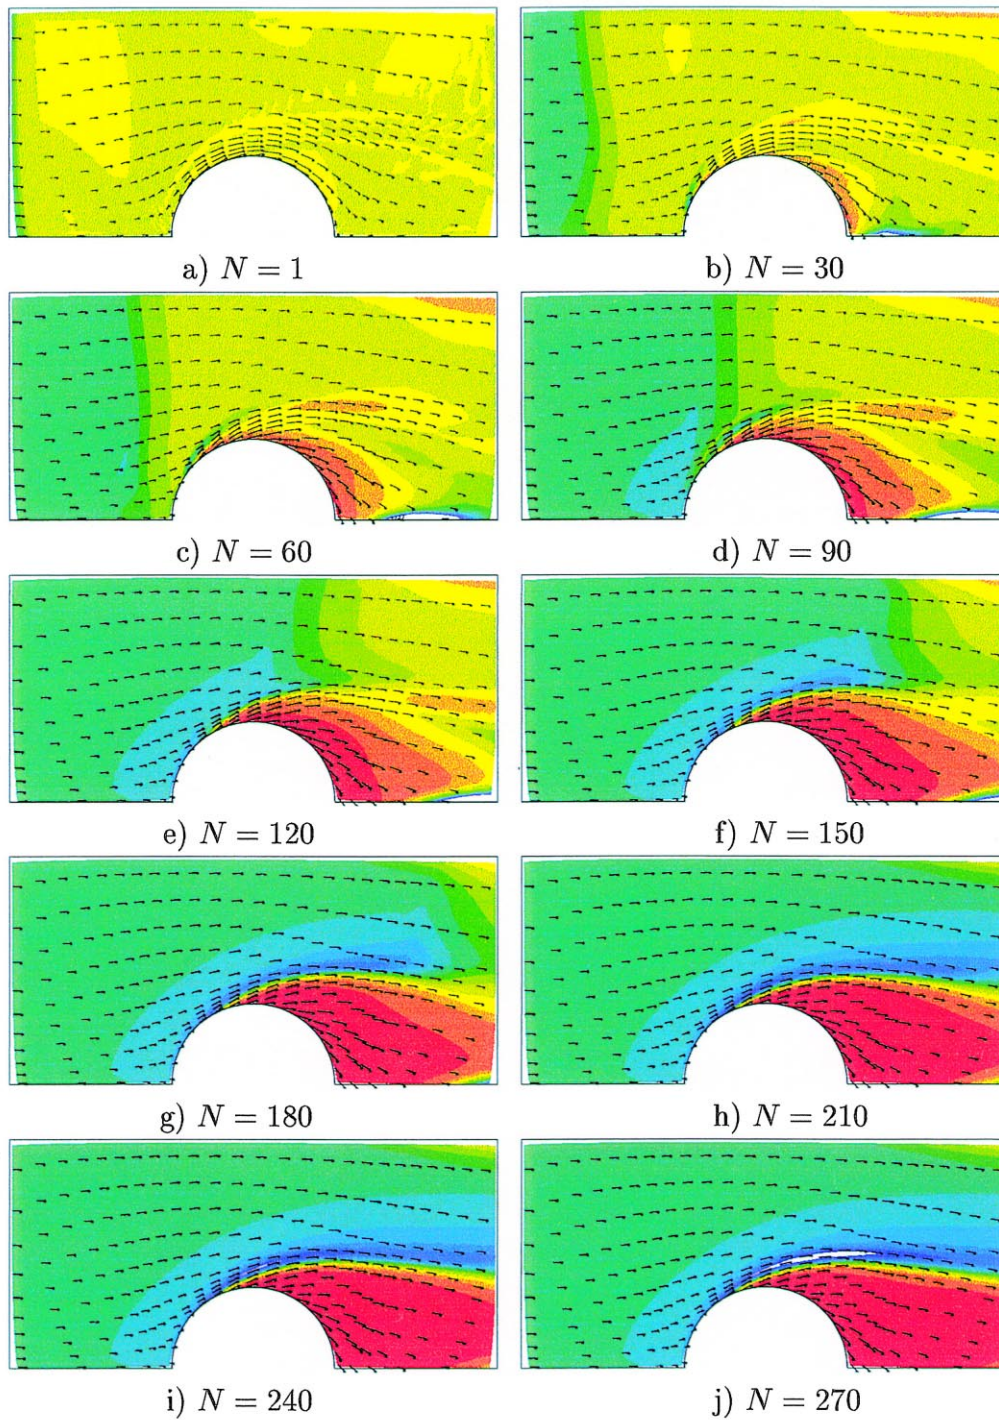 a) N = 1
b) N = 30
c) N = 60
d) N = 90
e) N = 120
f) N = 150
g) N = 180
h) N = 210
i) N = 240
j) N = 270